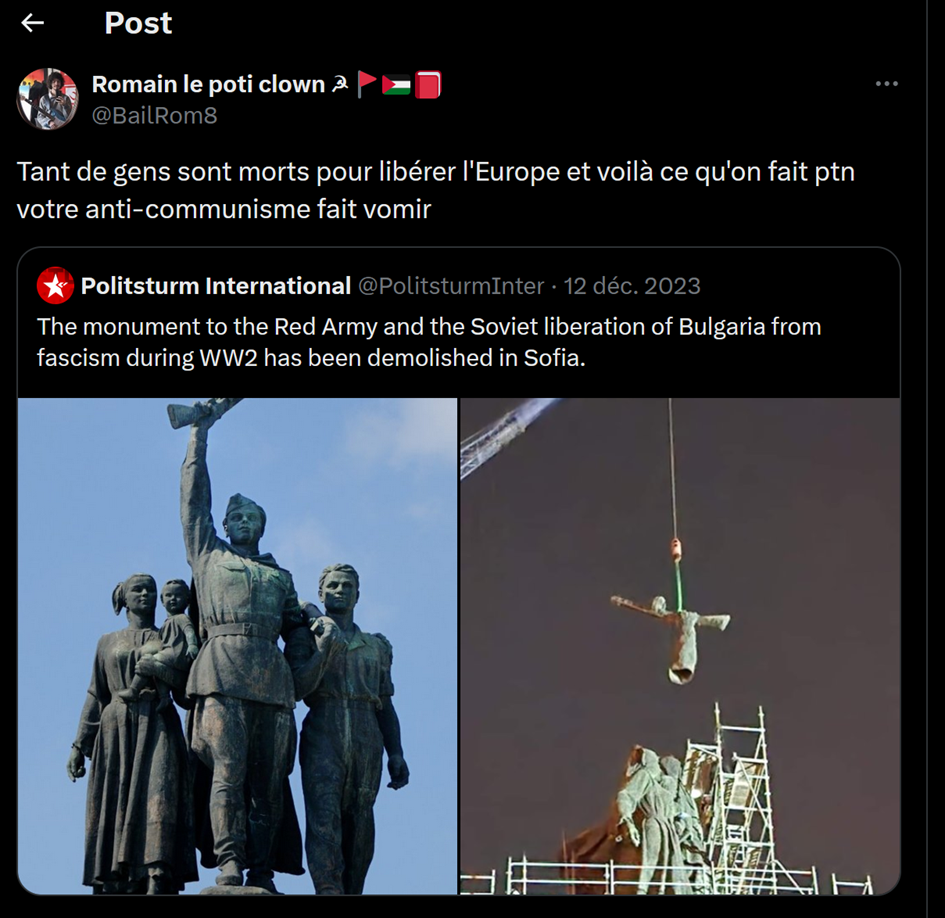 Post
Romain le poti clown ☭ 🚩🇵🇸📕
@BailRom8
Tant de gens sont morts pour libérer l'Europe et voilà ce qu'on fait ptn
votre anti-communisme fait vomir
Politsturm International @PolitsturmInter · 12 déc. 2023
The monument to the Red Army and the Soviet liberation of Bulgaria from
fascism during WW2 has been demolished in Sofia.